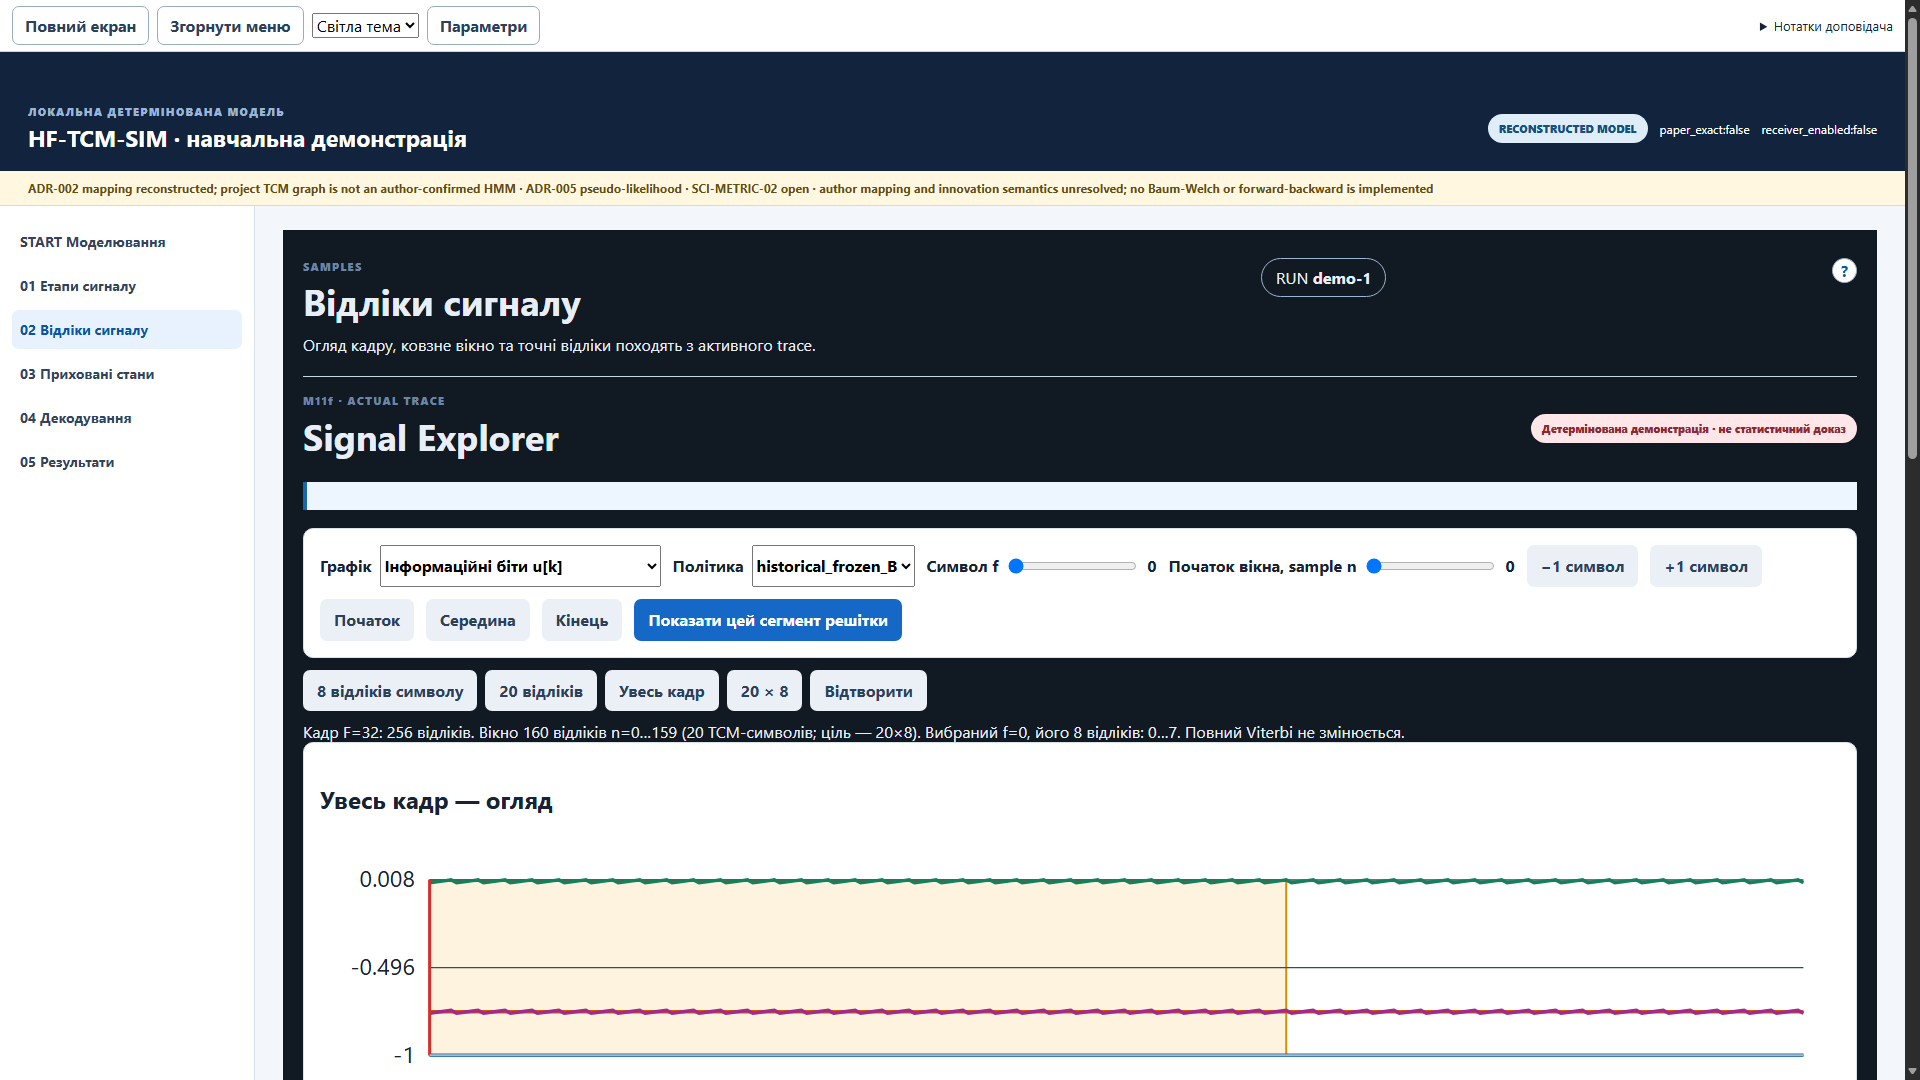 Повний екран Згорнути меню Світла тема Параметри ▶ Нотатки доповідача
ЛОКАЛЬНА ДЕТЕРМІНОВАНА МОДЕЛЬ
HF-TCM-SIM · навчальна демонстрація
RECONSTRUCTED MODEL paper_exact:false receiver_enabled:false
ADR-002 mapping reconstructed; project TCM graph is not an author-confirmed HMM · ADR-005 pseudo-likelihood · SCI-METRIC-02 open · author mapping and innovation semantics unresolved; no Baum-Welch or forward-backward is implemented
START Моделювання
01 Етапи сигналу
02 Відліки сигналу
03 Приховані стани
04 Декодування
05 Результати
SAMPLES
Відліки сигналу
RUN demo-1
?
Огляд кадру, ковзне вікно та точні відліки походять з активного trace.
M11f · ACTUAL TRACE
Signal Explorer
Детермінована демонстрація · не статистичний доказ
Графік Інформаційні біти u[k] Політика historical_frozen_B Символ f 0 Початок вікна, sample n 0 −1 символ +1 символ
Початок Середина Кінець Показати цей сегмент решітки
8 відліків символу 20 відліків Увесь кадр 20 × 8 Відтворити
Кадр F=32: 256 відліків. Вікно 160 відліків n=0…159 (20 TCM-символів; ціль — 20×8). Вибраний f=0, його 8 відліків: 0…7. Повний Viterbi не змінюється.
Увесь кадр — огляд
0.008
-0.496
-1